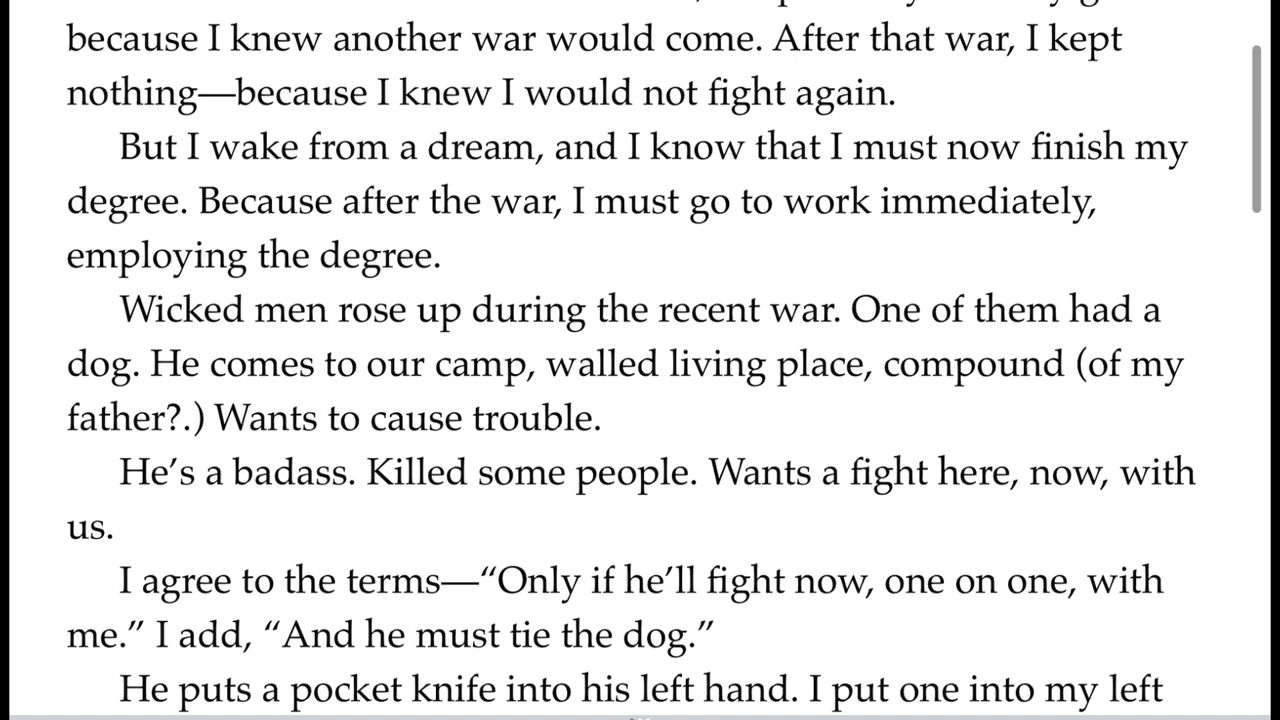 because I knew another war would come. After that war, I kept
nothing—because I knew I would not fight again.
But I wake from a dream, and I know that I must now finish my
degree. Because after the war, I must go to work immediately,
employing the degree.
Wicked men rose up during the recent war. One of them had a
dog. He comes to our camp, walled living place, compound (of my
father?.) Wants to cause trouble.
He’s a badass. Killed some people. Wants a fight here, now, with
us.
I agree to the terms—“Only if he’ll fight now, one on one, with
me.” I add, “And he must tie the dog.”
He puts a pocket knife into his left hand. I put one into my left